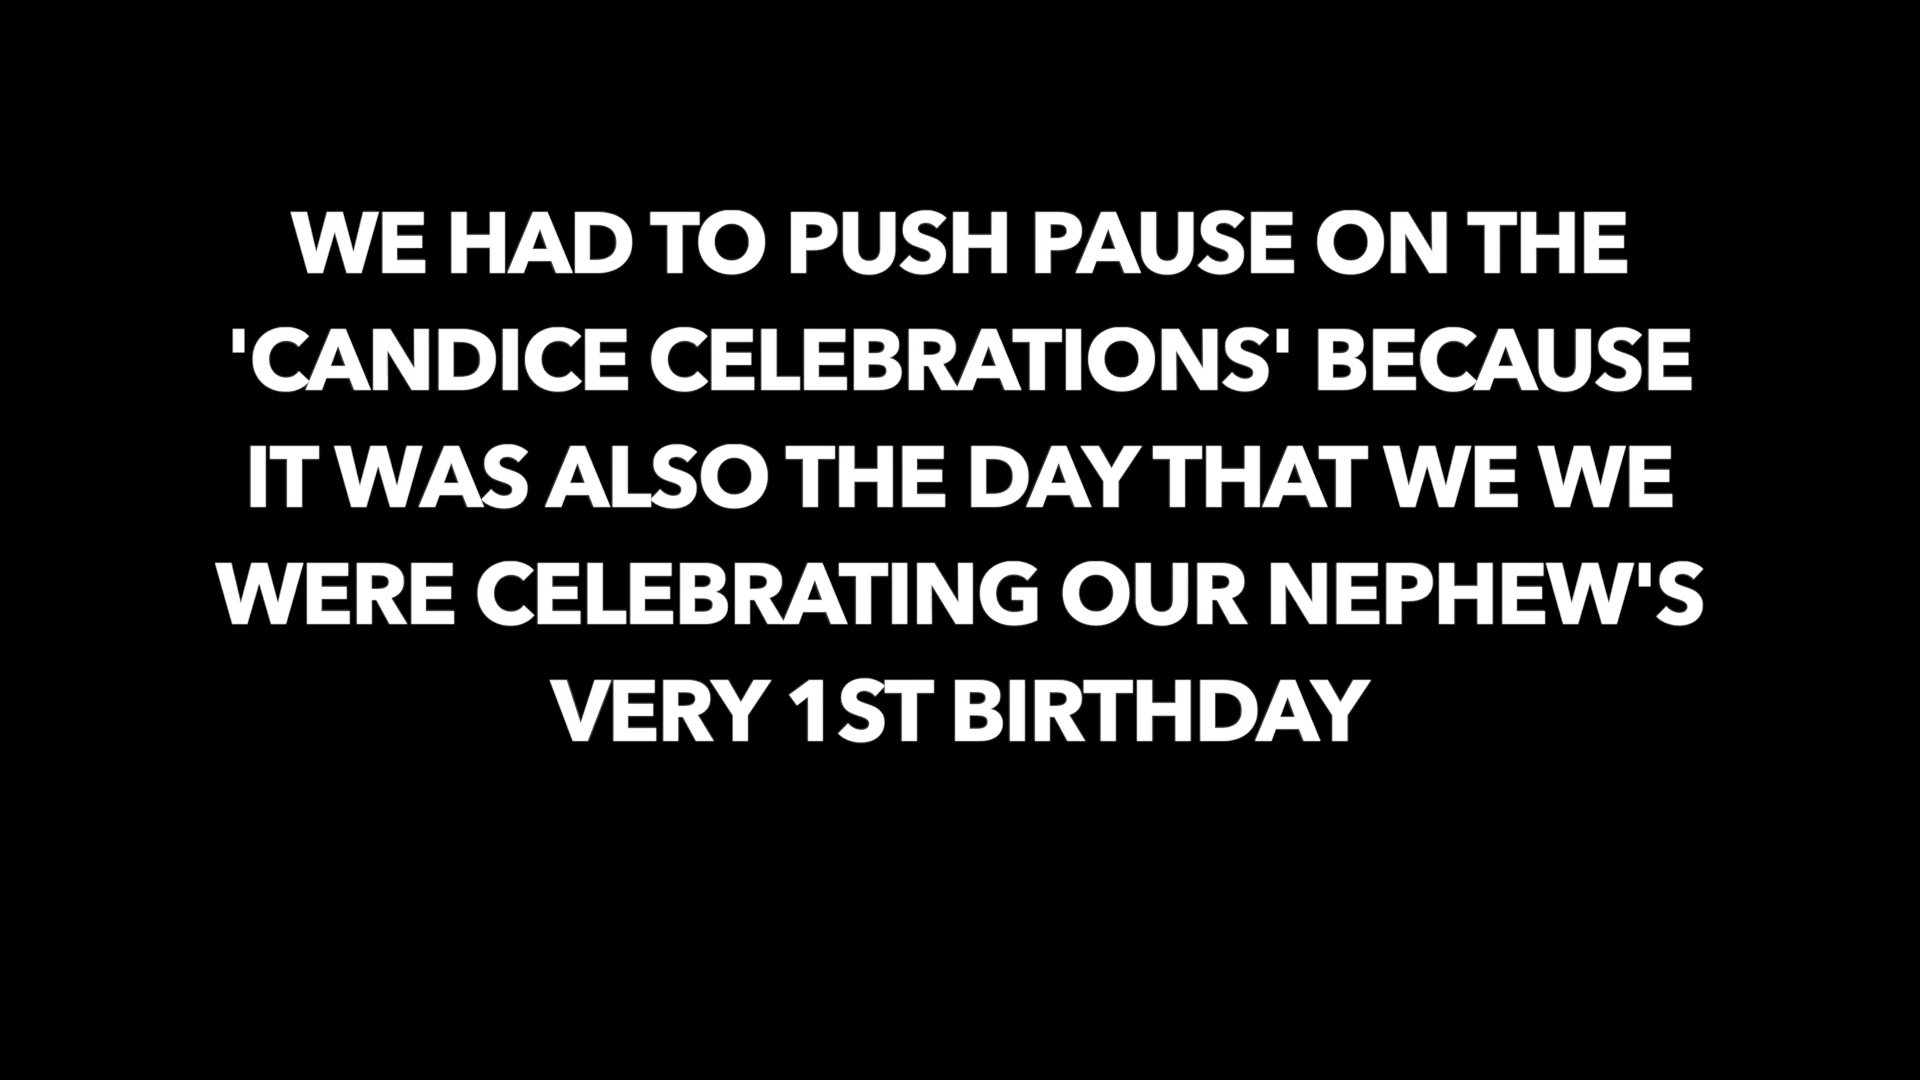 WE HAD TO PUSH PAUSE ON THE
'CANDICE CELEBRATIONS' BECAUSE
IT WAS ALSO THE DAY THAT WE WE
WERE CELEBRATING OUR NEPHEW'S
VERY 1ST BIRTHDAY